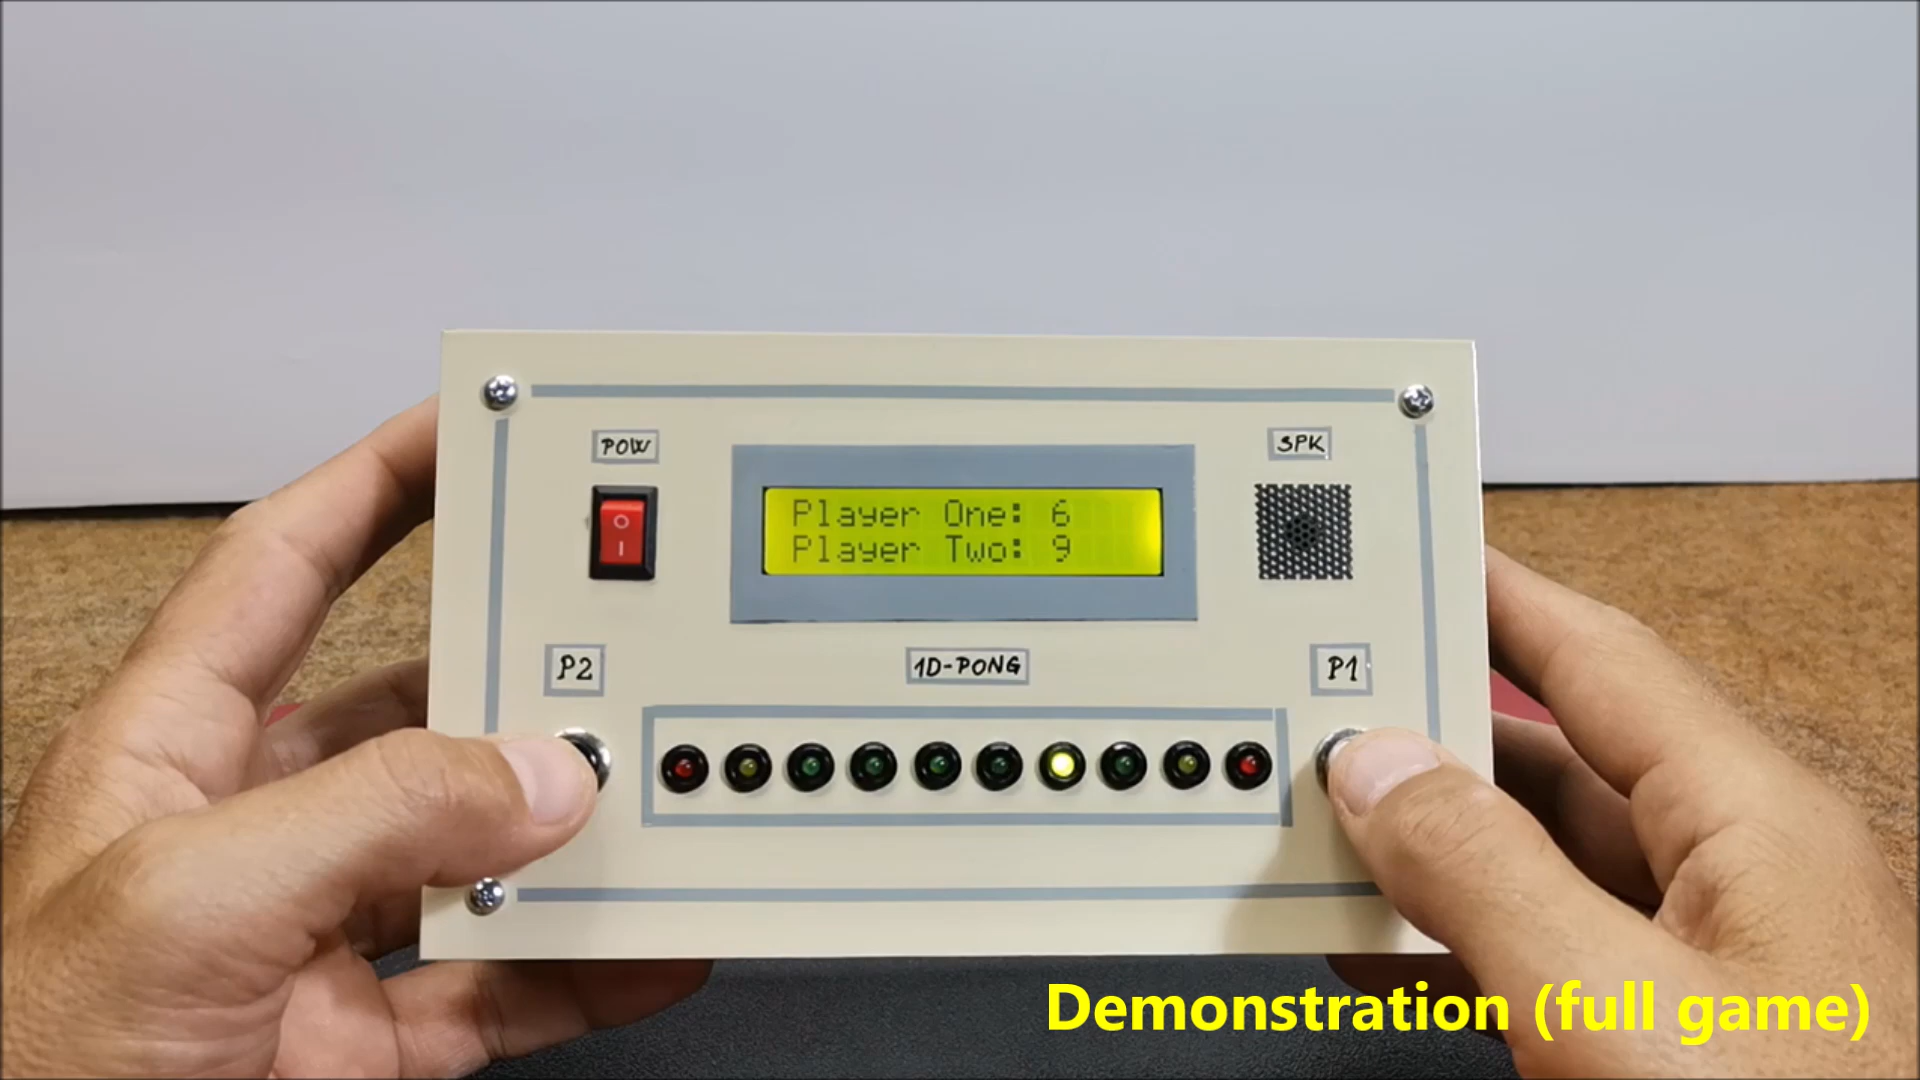 POW
SPK
Player One: 6
Player Two: 9
P2
1D-PONG
P1
Demonstration (full game)